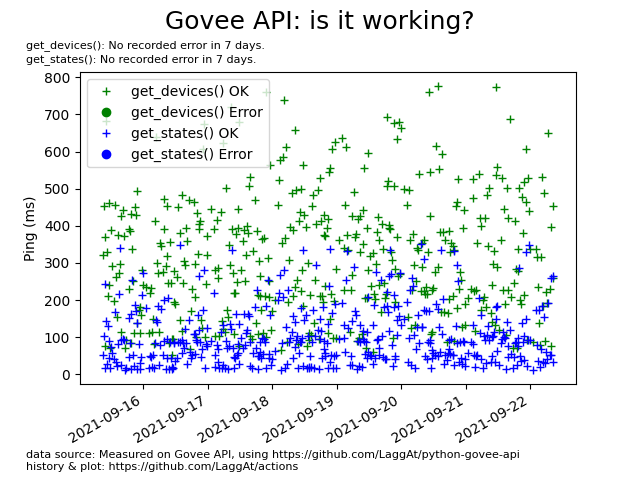 Govee API: is it working?
get_devices(): No recorded error in 7 days.
get_states(): No recorded error in 7 days.
get_devices() OK
get_devices() Error
get_states() OK
get_states() Error
Ping (ms)
800
700
600
500
400
300
200
100
0
2021-09-16
2021-09-17
2021-09-18
2021-09-19
2021-09-20
2021-09-21
2021-09-22
data source: Measured on Govee API, using https://github.com/LaggAt/python-govee-api
history & plot: https://github.com/LaggAt/actions